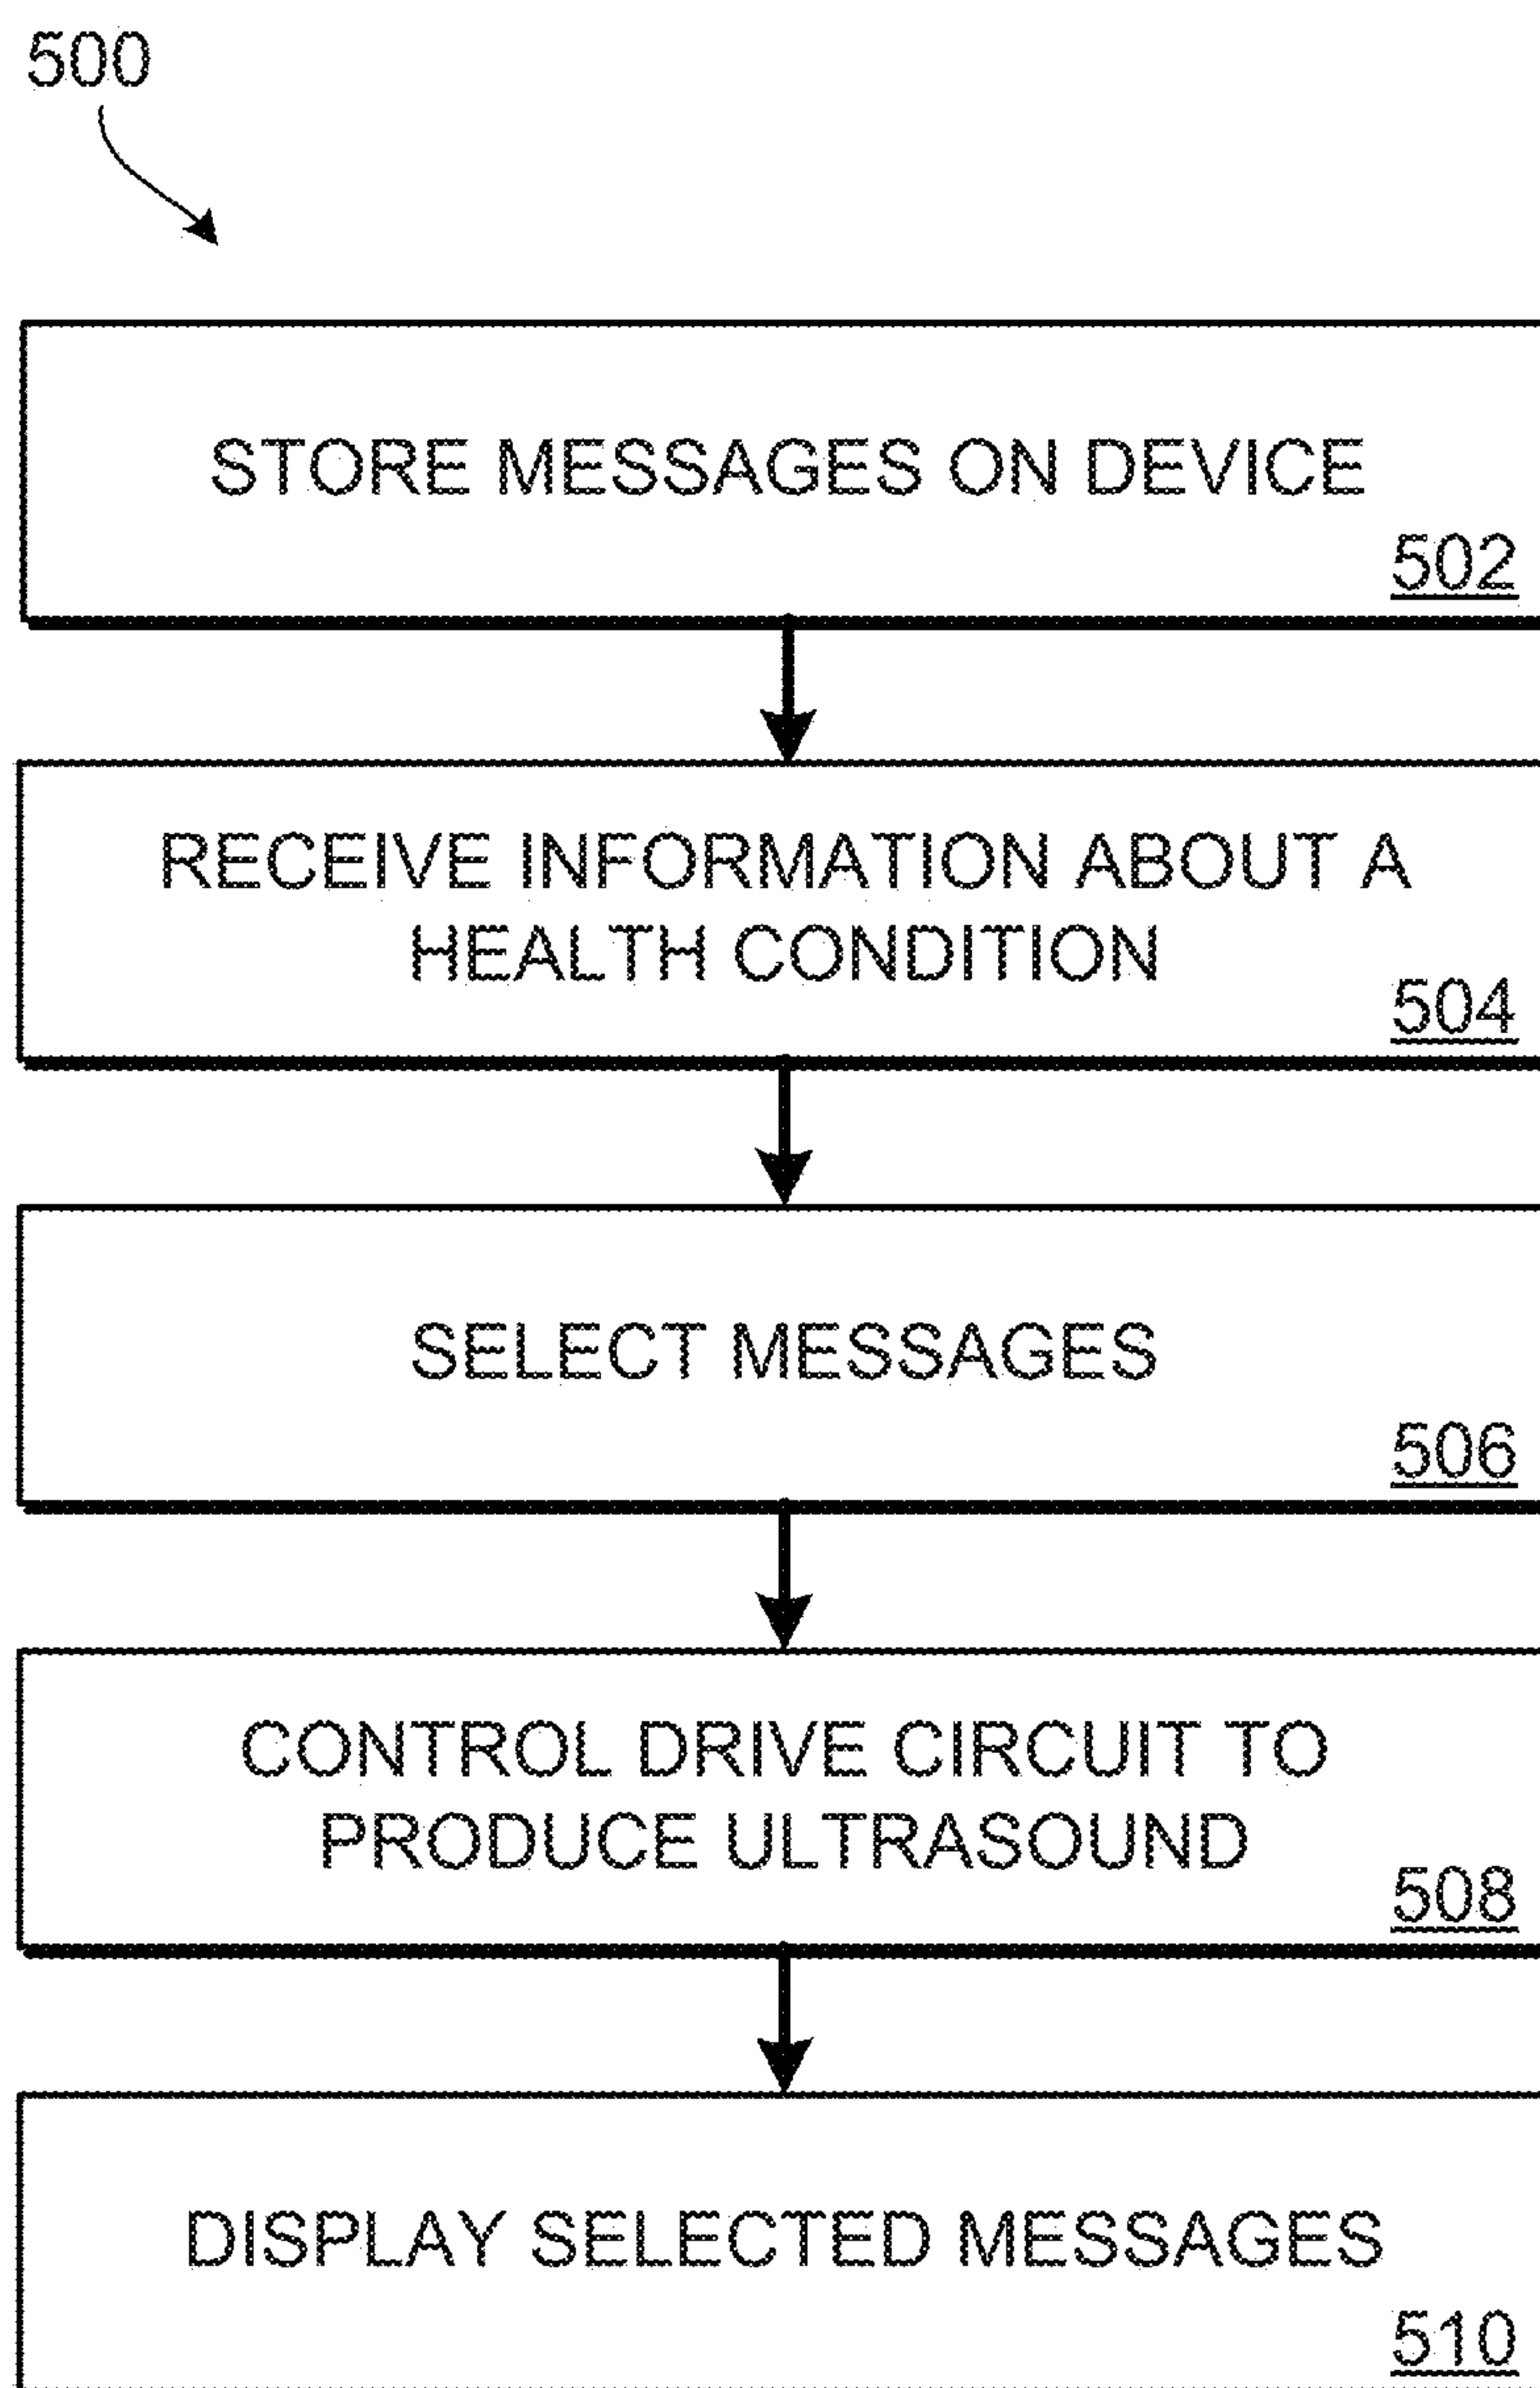 500
STORE MESSAGES ON DEVICE
502
RECEIVE INFORMATION ABOUT A
HEALTH CONDITION
504
SELECT MESSAGES
506
CONTROL DRIVE CIRCUIT TO
PRODUCE ULTRASOUND
508
DISPLAY SELECTED MESSAGES
510